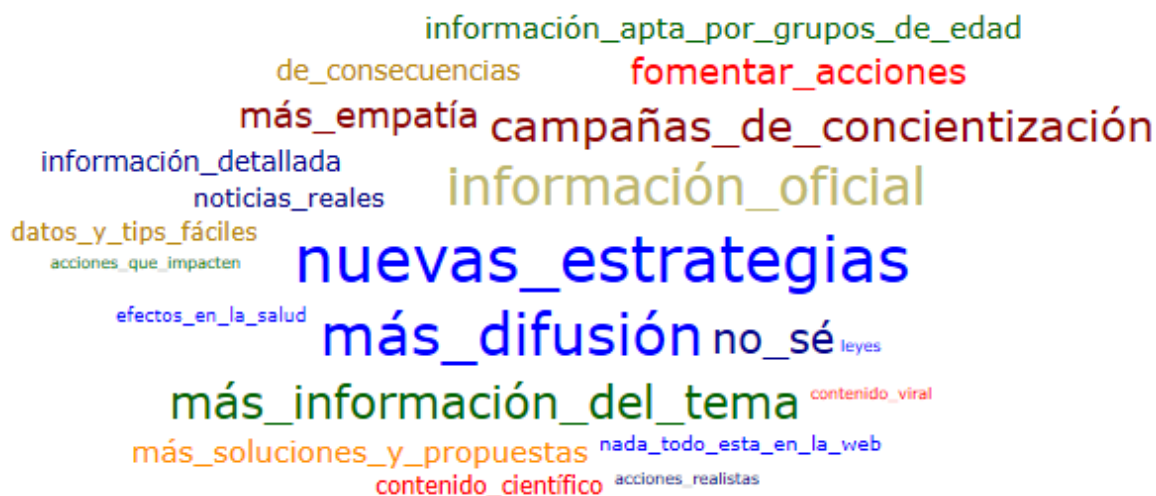 información_apta_por_grupos_de_edad
de_consecuencias fomentar_acciones
más_empatía campañas_de_concientización
información_detallada información_oficial
noticias_reales
datos_y_tips_fáciles
acciones_que_impacten nuevas_estrategias
efectos_en_la_salud más_difusión no_sé leyes
más_información_del_tema contenido_viral
más_soluciones_y_propuestas nada_todo_esta_en_la_web
contenido_científico acciones_realistas